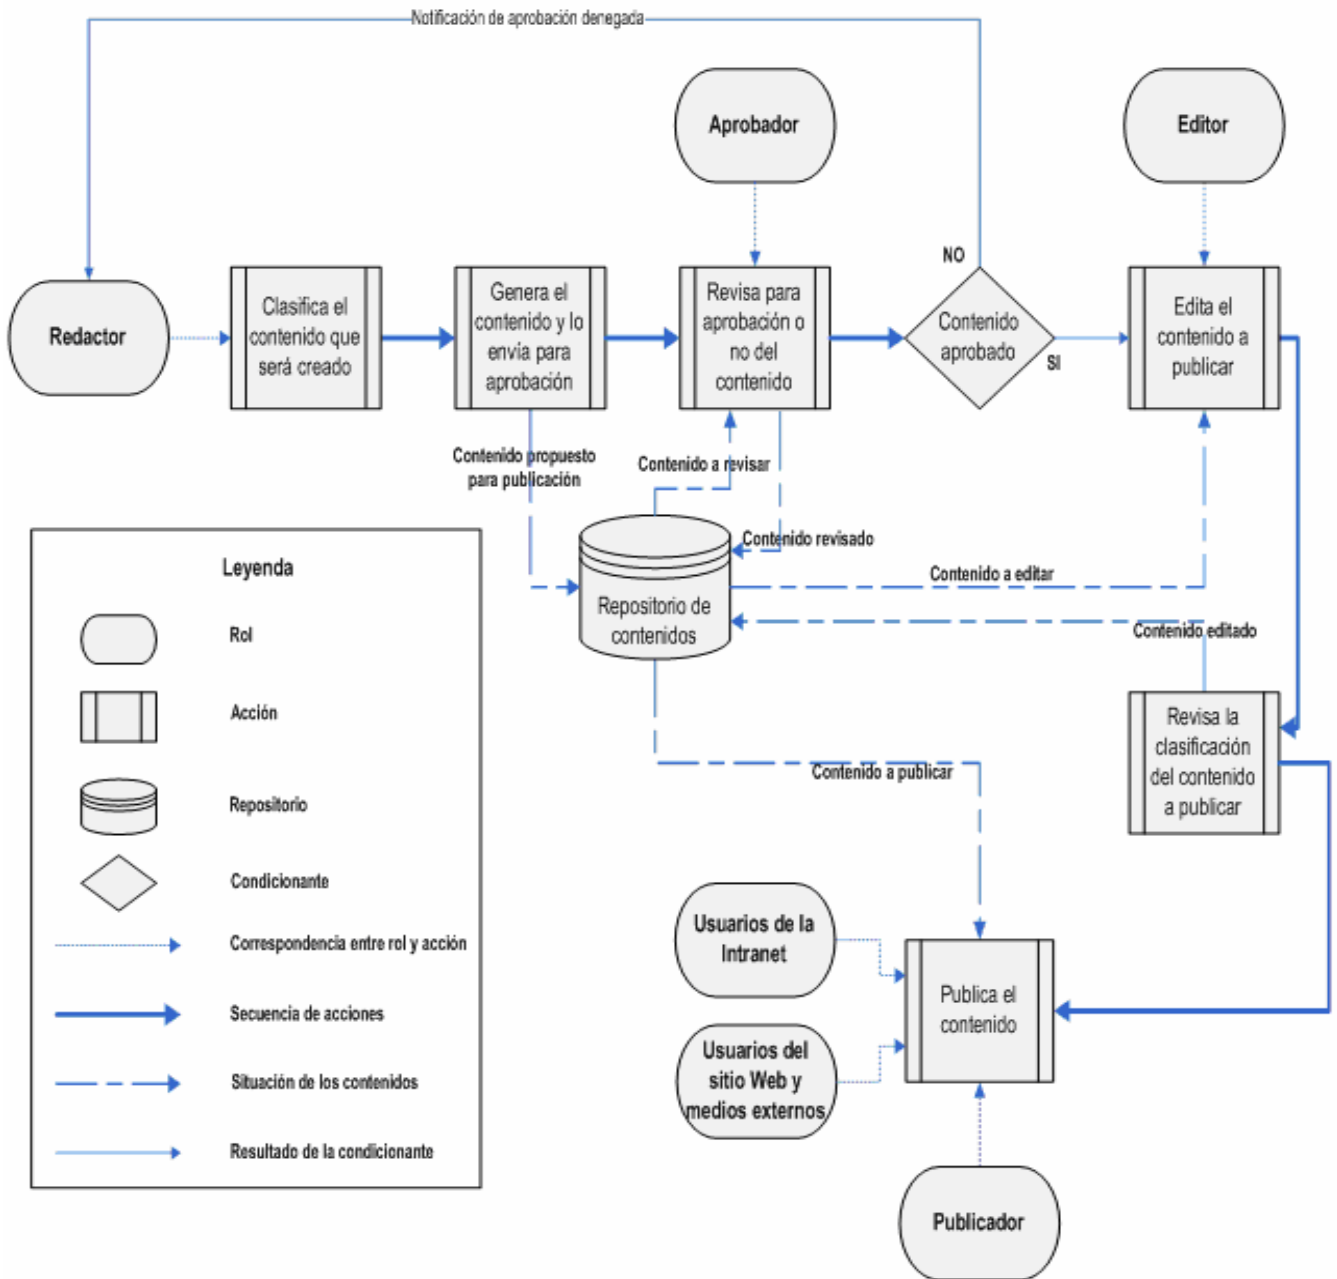 Notificación de aprobación denegada
Aprobador
Editor
NO
Redactor
Clasifica el
contenido que
será creado
Genera el
contenido y lo
envía para
aprobación
Revisa para
aprobación o
no del
contenido
Contenido
aprobado
SI
Edita el
contenido a
publicar
Contenido propuesto
para publicación
Contenido a revisar
Contenido revisado
Contenido a editar
Repositorio de
contenidos
Contenido editado
Revisa la
clasificación
del contenido
a publicar
Contenido a publicar
Leyenda
Rol
Acción
Repositorio
Condicionante
Correspondencia entre rol y acción
Secuencia de acciones
Situación de los contenidos
Resultado de la condicionante
Usuarios de la
Intranet
Usuarios del
sitio Web y
medios externos
Publica el
contenido
Publicador